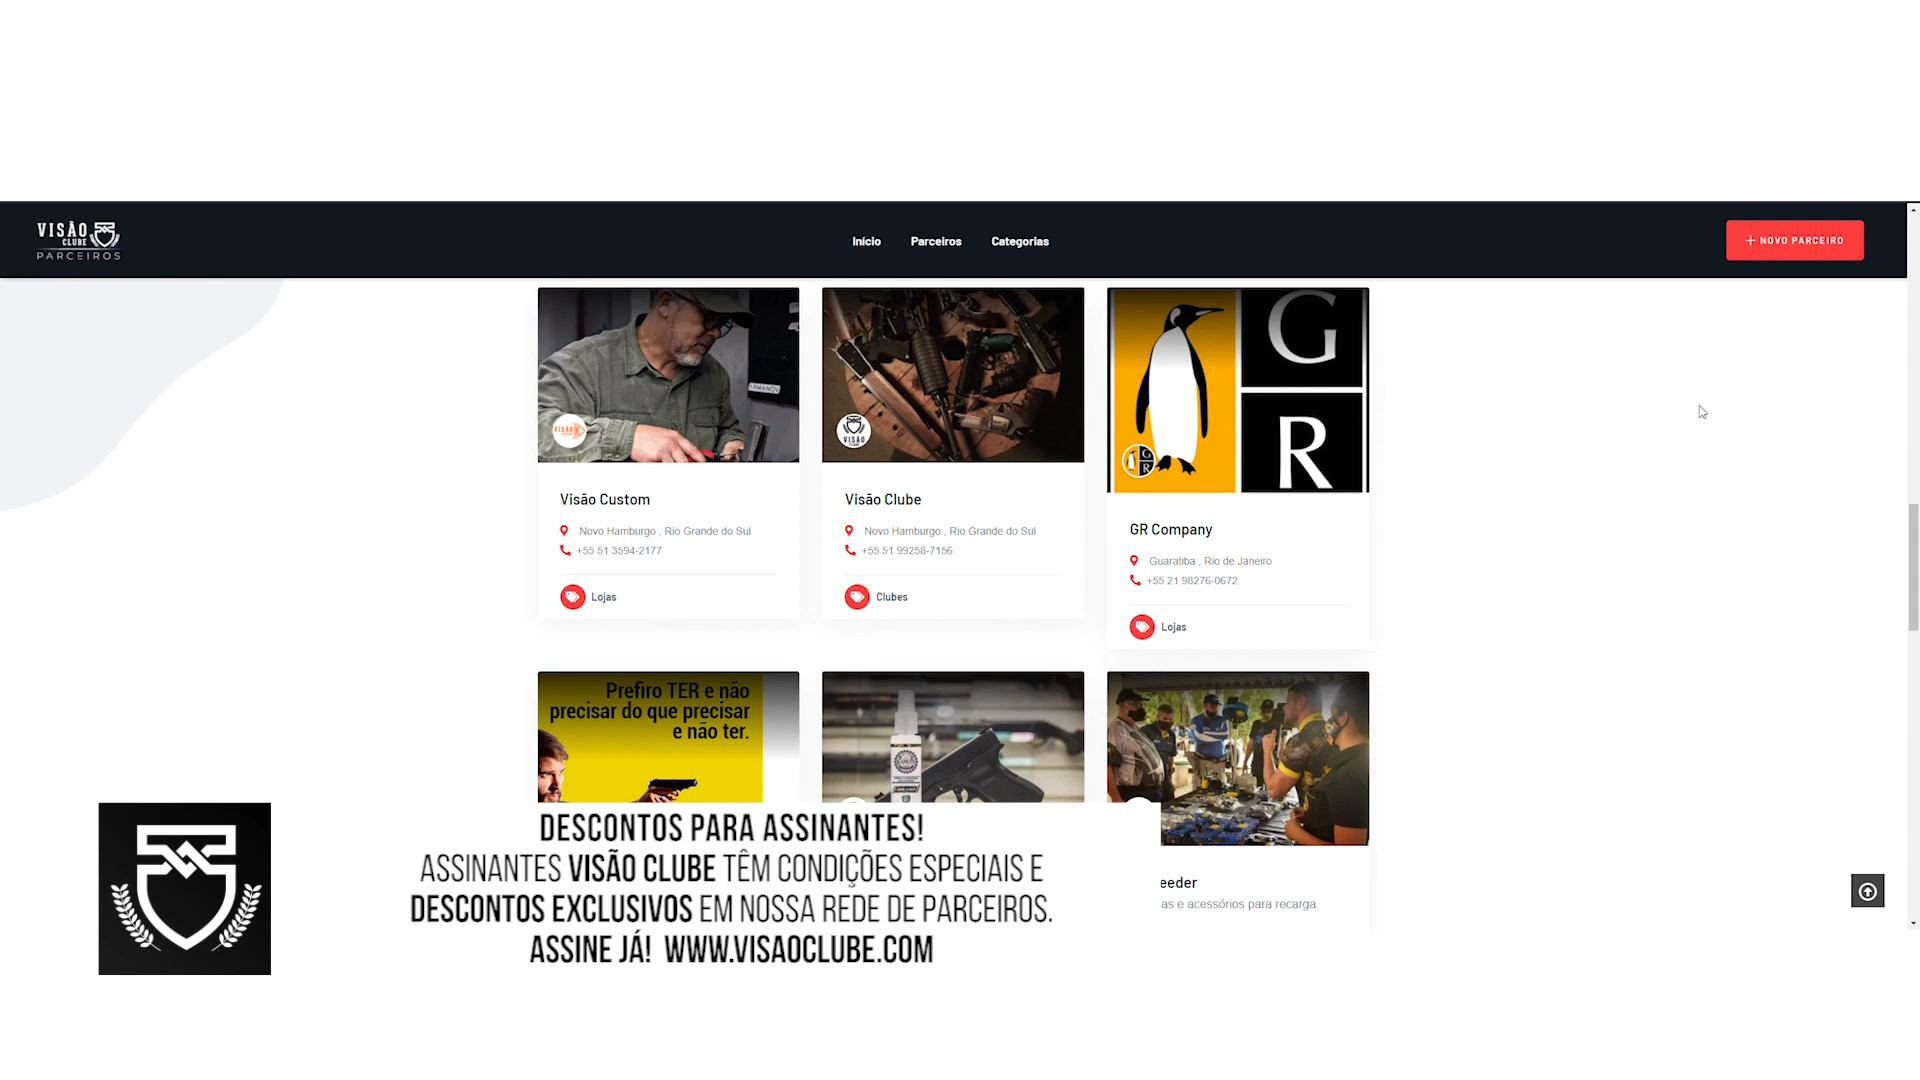 VISÃO
CLUBE
PARCEIROS
Início
Parceiros
Categorias
+ NOVO PARCEIRO
VISÃO
VISÃO
G
R
G
R
Visão Custom
Novo Hamburgo , Rio Grande do Sul
+55 51 3594-2177
Lojas
Visão Clube
Novo Hamburgo , Rio Grande do Sul
+55 51 99258-7156
Clubes
GR Company
Guaratiba , Rio de Janeiro
+55 21 98276-0672
Lojas
Prefiro TER e não
precisar do que precisar
e não ter.
eeder
as e acessórios para recarga.
DESCONTOS PARA ASSINANTES!
ASSINANTES VISÃO CLUBE TÊM CONDIÇÕES ESPECIAIS E
DESCONTOS EXCLUSIVOS EM NOSSA REDE DE PARCEIROS.
ASSINE JÁ! WWW.VISAOCLUBE.COM